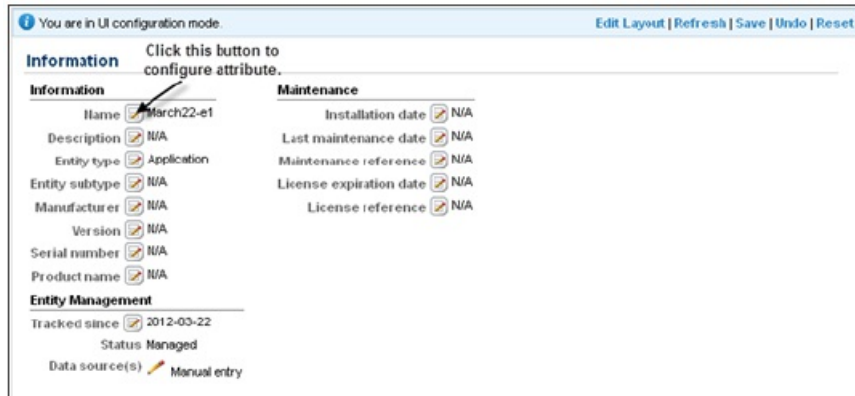 You are in UI configuration mode.
Edit Layout | Refresh | Save | Undo | Reset
Information
Click this button to
configure attribute.
Information
Name March22-e1
Description N/A
Entity type Application
Entity subtype N/A
Manufacturer N/A
Version N/A
Serial number N/A
Product name N/A
Maintenance
Installation date N/A
Last maintenance date N/A
Maintenance reference N/A
License expiration date N/A
License reference N/A
Entity Management
Tracked since 2012-03-22
Status Managed
Data source(s) Manual entry